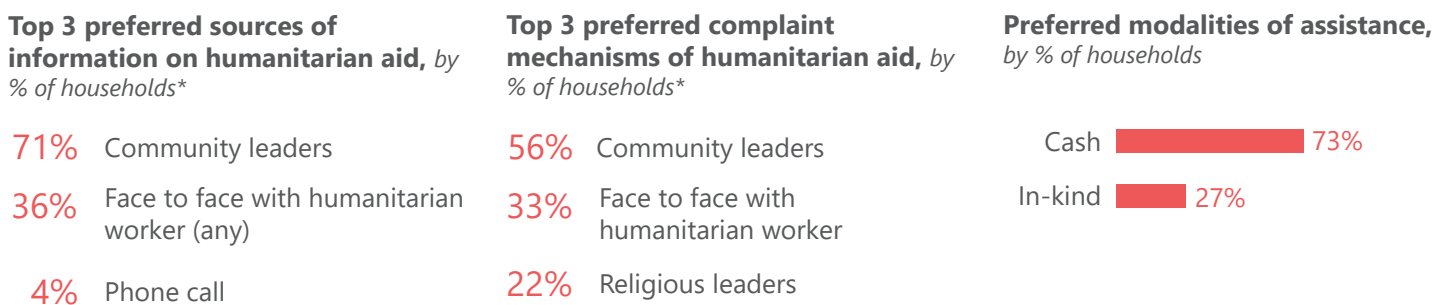 Top 3 preferred sources of
information on humanitarian aid, by
% of households*
71% Community leaders
36% Face to face with humanitarian
worker (any)
4% Phone call
Top 3 preferred complaint
mechanisms of humanitarian aid, by
% of households*
56% Community leaders
33% Face to face with
humanitarian worker
22% Religious leaders
Preferred modalities of assistance,
by % of households
Cash 73%
In-kind 27%